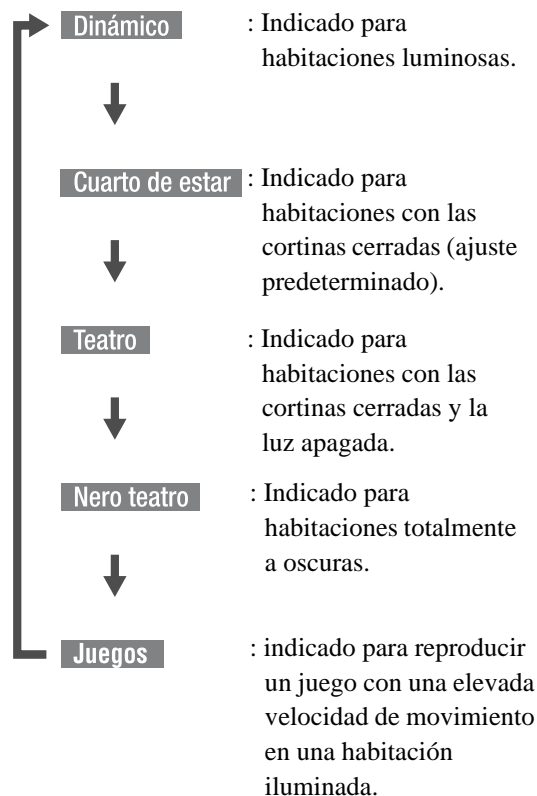 Dinámico : Indicado para
habitaciones luminosas.
Cuarto de estar : Indicado para
habitaciones con las
cortinas cerradas (ajuste
predeterminado).
Teatro : Indicado para
habitaciones con las
cortinas cerradas y la
luz apagada.
Nero teatro : Indicado para
habitaciones totalmente
a oscuras.
Juegos : indicado para reproducir
un juego con una elevada
velocidad de movimiento
en una habitación
iluminada.